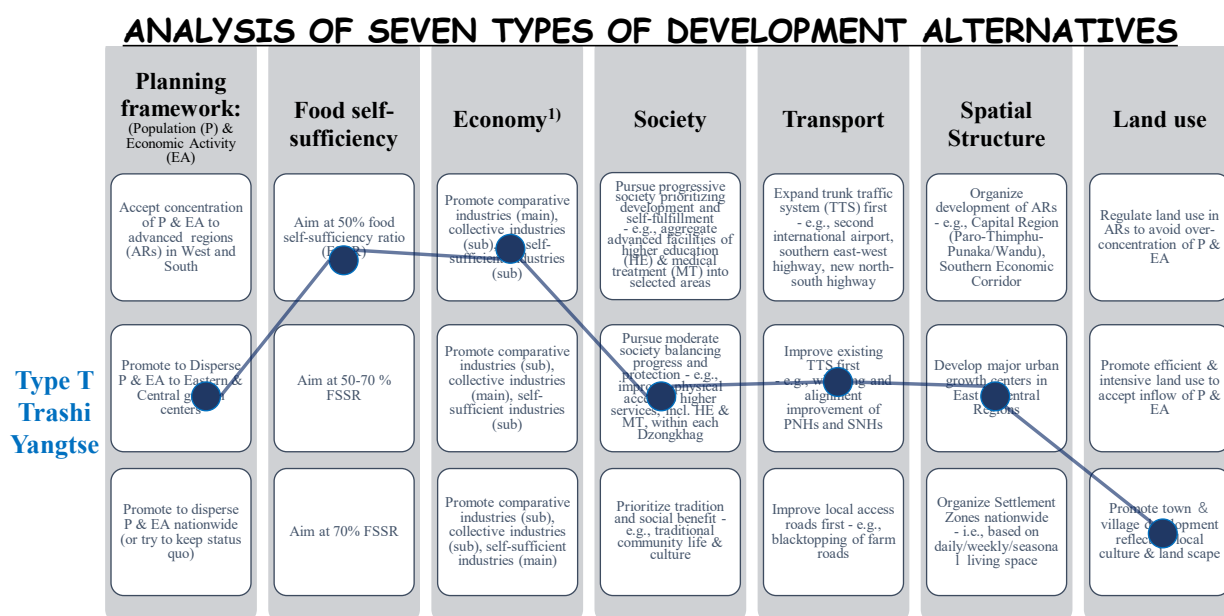 ANALYSIS OF SEVEN TYPES OF DEVELOPMENT ALTERNATIVES
Planning
framework:
(Population (P) &
Economic Activity
(EA)
Food self-
sufficiency
Economy1)
Society
Transport
Spatial
Structure
Land use
Accept concentration
of P & EA to
advanced regions
(ARs) in West and
South
Aim at 50% food
self-sufficiency ratio
Promote comparative
industries (main),
collective industries
(sub), self-
industries
(sub)
Pursue progressive
society prioritizing
development and
self-fulfillment
- e.g., aggregate
advanced facilities of
higher education
(HE) & medical
treatment (MT) into
selected areas
Expand trunk traffic
system (TTS) first
- e.g., second
international airport,
southern east-west
highway, new north-
south highway
Organize
development of ARs
- e.g., Capital Region
(Paro-Thimphu-
Punaka/Wandu),
Southern Economic
Corridor
Regulate land use in
ARs to avoid over-
concentration of P &
EA
Type T
Trashi
Yangtse
Promote to Disperse
P & EA to Eastern &
Central
centers
Aim at 50-70 %
FSSR
Promote comparative
industries (sub),
collective industries
(main), self-
sufficient industries
(sub)
Pursue moderate
society balancing
progress and
protection - e.g.,
physical
higher
services, incl. HE &
MT, within each
Dzongkhag
Improve existing
TTS first
- e.g., and
alignment
improvement of
PNHs and SNHs
Develop major urban
growth centers in
East Central
Regions
Promote efficient &
intensive land use to
accept inflow of P &
EA
Promote to disperse
P & EA nationwide
(or try to keep status
quo)
Aim at 70% FSSR
Promote comparative
industries (sub),
collective industries
(sub), self-sufficient
industries (main)
Prioritize tradition
and social benefit -
e.g., traditional
community life &
culture
Improve local access
roads first - e.g.,
blacktopping of farm
roads
Organize Settlement
Zones nationwide
- i.e., based on
daily/weekly/seasona
l living space
Promote town &
village
local
culture & land scape